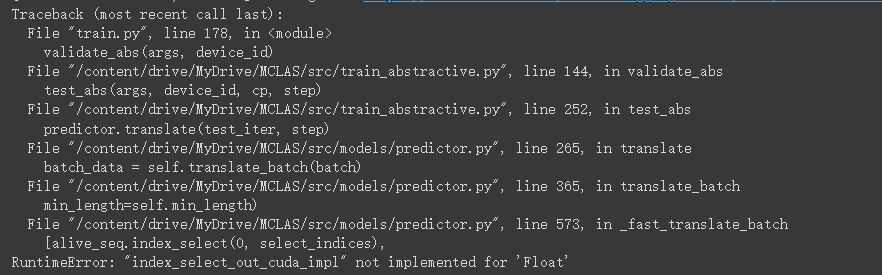 Traceback (most recent call last):
  File "train.py", line 178, in <module>
    validate_abs(args, device_id)
  File "/content/drive/MyDrive/MCLAS/src/train_abstractive.py", line 144, in validate_abs
    test_abs(args, device_id, cp, step)
  File "/content/drive/MyDrive/MCLAS/src/train_abstractive.py", line 252, in test_abs
    predictor.translate(test_iter, step)
  File "/content/drive/MyDrive/MCLAS/src/models/predictor.py", line 265, in translate
    batch_data = self.translate_batch(batch)
  File "/content/drive/MyDrive/MCLAS/src/models/predictor.py", line 365, in translate_batch
    min_length=self.min_length)
  File "/content/drive/MyDrive/MCLAS/src/models/predictor.py", line 573, in _fast_translate_batch
    [alive_seq.index_select(0, select_indices),
RuntimeError: "index_select_out_cuda_impl" not implemented for 'Float'